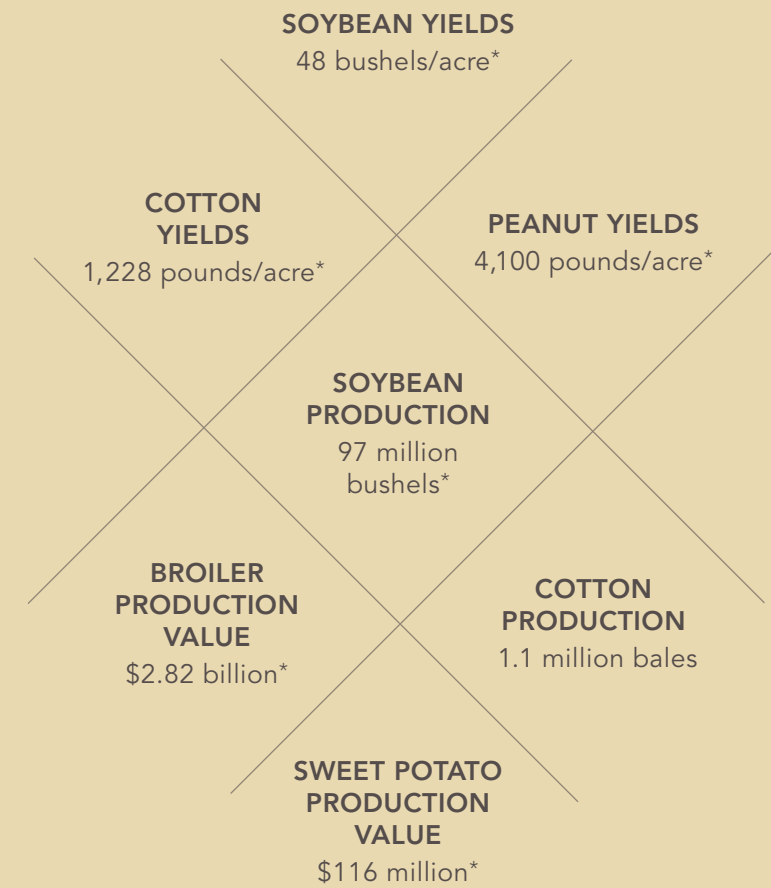 SOYBEAN YIELDS
48 bushels/acre*
COTTON
YIELDS
1,228 pounds/acre*
PEANUT YIELDS
4,100 pounds/acre*
SOYBEAN
PRODUCTION
97 million
bushels*
BROILER
PRODUCTION
VALUE
$2.82 billion*
COTTON
PRODUCTION
1.1 million bales
SWEET POTATO
PRODUCTION
VALUE
$116 million*